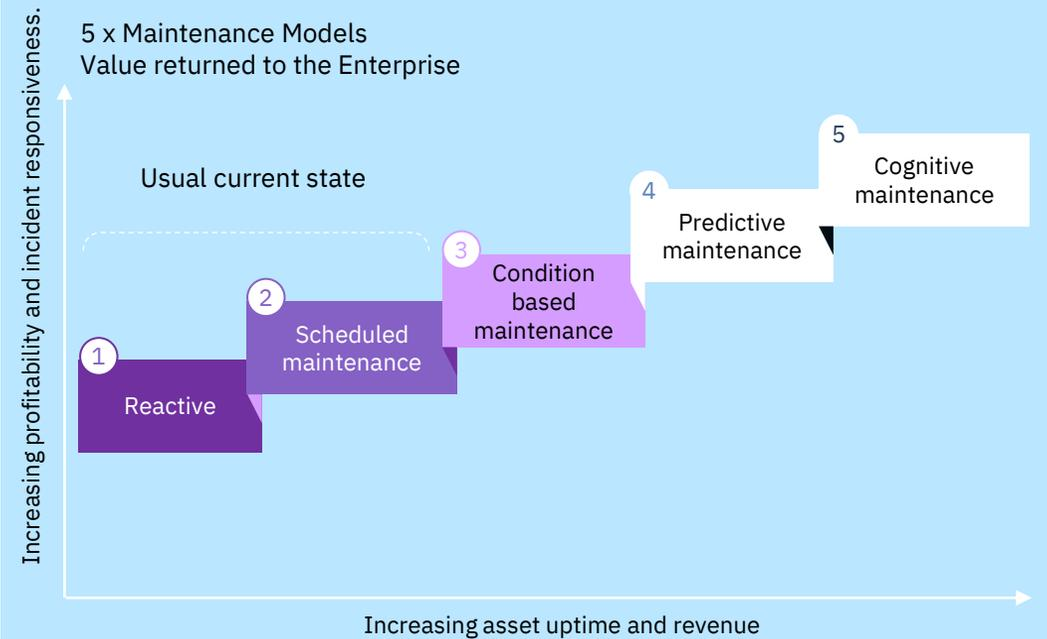 5 x Maintenance Models
Value returned to the Enterprise
Increasing profitability and incident responsiveness.
Usual current state
1
Reactive
2
Scheduled
maintenance
3
Condition
based
maintenance
4
Predictive
maintenance
5
Cognitive
maintenance
Increasing asset uptime and revenue